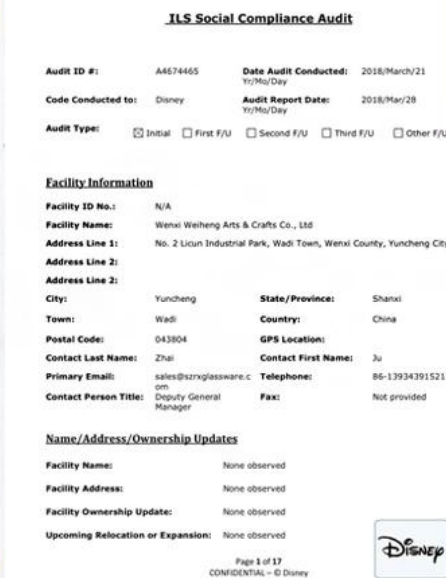 ILS Social Compliance Audit
Audit ID #: A4674465 Date Audit Conducted: 2018/March/21
Yr/Mo/Day
Code Conducted to: Disney Audit Report Date: 2018/Mar/28
Yr/Mo/Day
Audit Type: ☒ Initial ☐ First F/U ☐ Second F/U ☐ Third F/U ☐ Other F/U
Facility Information
Facility ID No.: N/A
Facility Name: Wenxi Weiheng Arts & Crafts Co., Ltd
Address Line 1: No. 2 Licun Industrial Park, Wadi Town, Wenxi County, Yuncheng City
Address Line 2:
Address Line 2:
City: Yuncheng State/Province: Shanxi
Town: Wadi Country: China
Postal Code: 043804 GPS Location:
Contact Last Name: Zhai Contact First Name: Ju
Primary Email: sales@szrxglassware.c Telephone: 86-13934391521
om
Contact Person Title: Deputy General Fax: Not provided
Manager
Name/Address/Ownership Updates
Facility Name: None observed
Facility Address: None observed
Facility Ownership Update: None observed
Upcoming Relocation or Expansion: None observed
Page 1 of 17
CONFIDENTIAL – © Disney
DISNEY